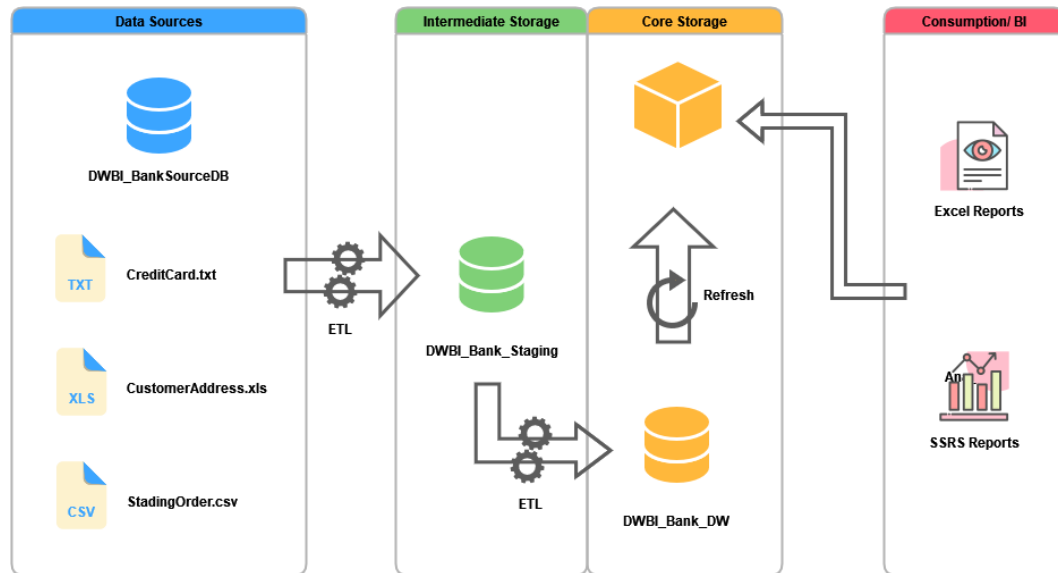 Data Sources
Intermediate Storage
Core Storage
Consumption/ BI
DWBI_BankSourceDB
TXT
CreditCard.txt
XLS
CustomerAddress.xls
CSV
StadingOrder.csv
ETL
DWBI_Bank_Staging
ETL
Refresh
DWBI_Bank_DW
Excel Reports
SSRS Reports